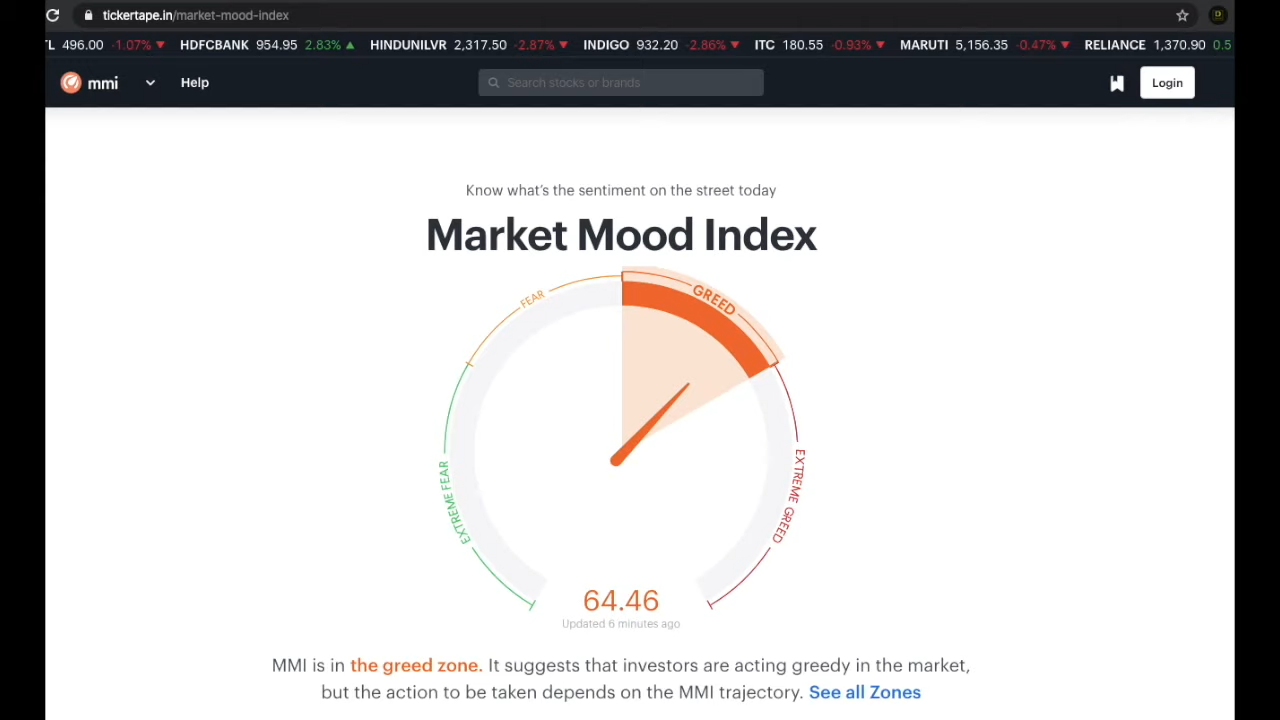 tickertape.in/market-mood-index
TL 496.00 -1.07% ▼ HDFCBANK 954.95 2.83% ▲ HINDUNILVR 2,317.50 -2.87% ▼ INDIGO 932.20 -2.86% ▼ ITC 180.55 -0.93% ▼ MARUTI 5,156.35 -0.47% ▼ RELIANCE 1,370.90 0.5
mmi Help Search stocks or brands Login
Know what's the sentiment on the street today
Market Mood Index
FEAR
GREED
EXTREME FEAR
EXTREME GREED
64.46
Updated 6 minutes ago
MMI is in the greed zone. It suggests that investors are acting greedy in the market,
but the action to be taken depends on the MMI trajectory. See all Zones